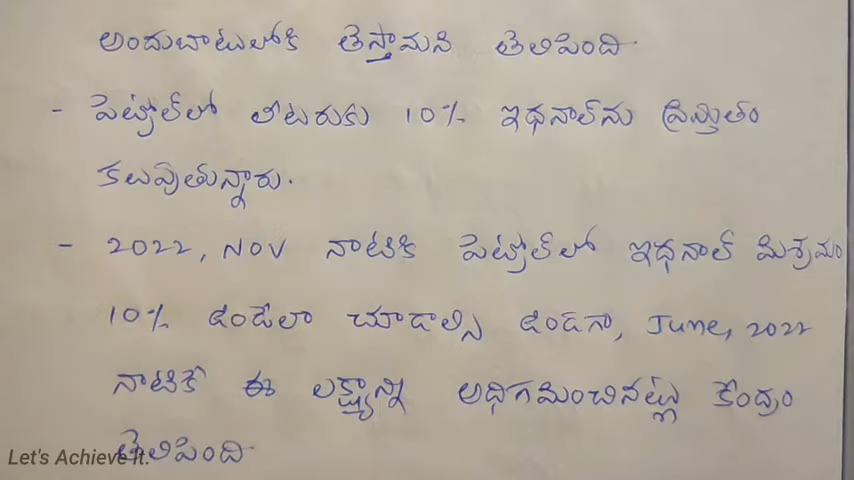 అందుబాటులోకి తెస్తామని తెలిపింది.
- పెట్రోల్‌లో లీటరుకు 10% ఇథనాల్‌ను ప్రస్తుతం
కలుపుతున్నారు.
- 2022, NOV నాటికి పెట్రోల్‌లో ఇథనాల్ మిశ్రమం
10% ఉండేలా చూడాల్సి ఉండగా, June, 2022
నాటికే ఈ లక్ష్యాన్ని అధిగమించినట్లు కేంద్రం
తెలిపింది.
Let's Achieve It.